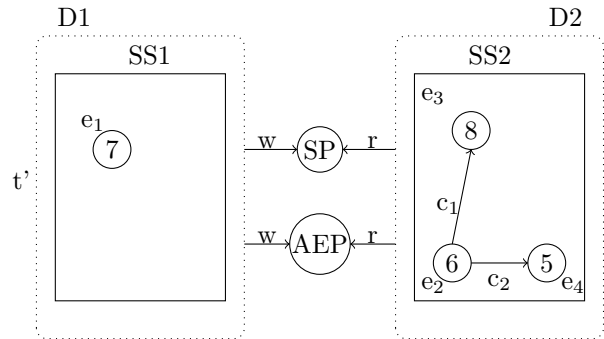 D1 D2
SS1 SS2
e3
e1
8
7 w SP r
t'
c1
w AEP r
6 5
e2 c2 e4